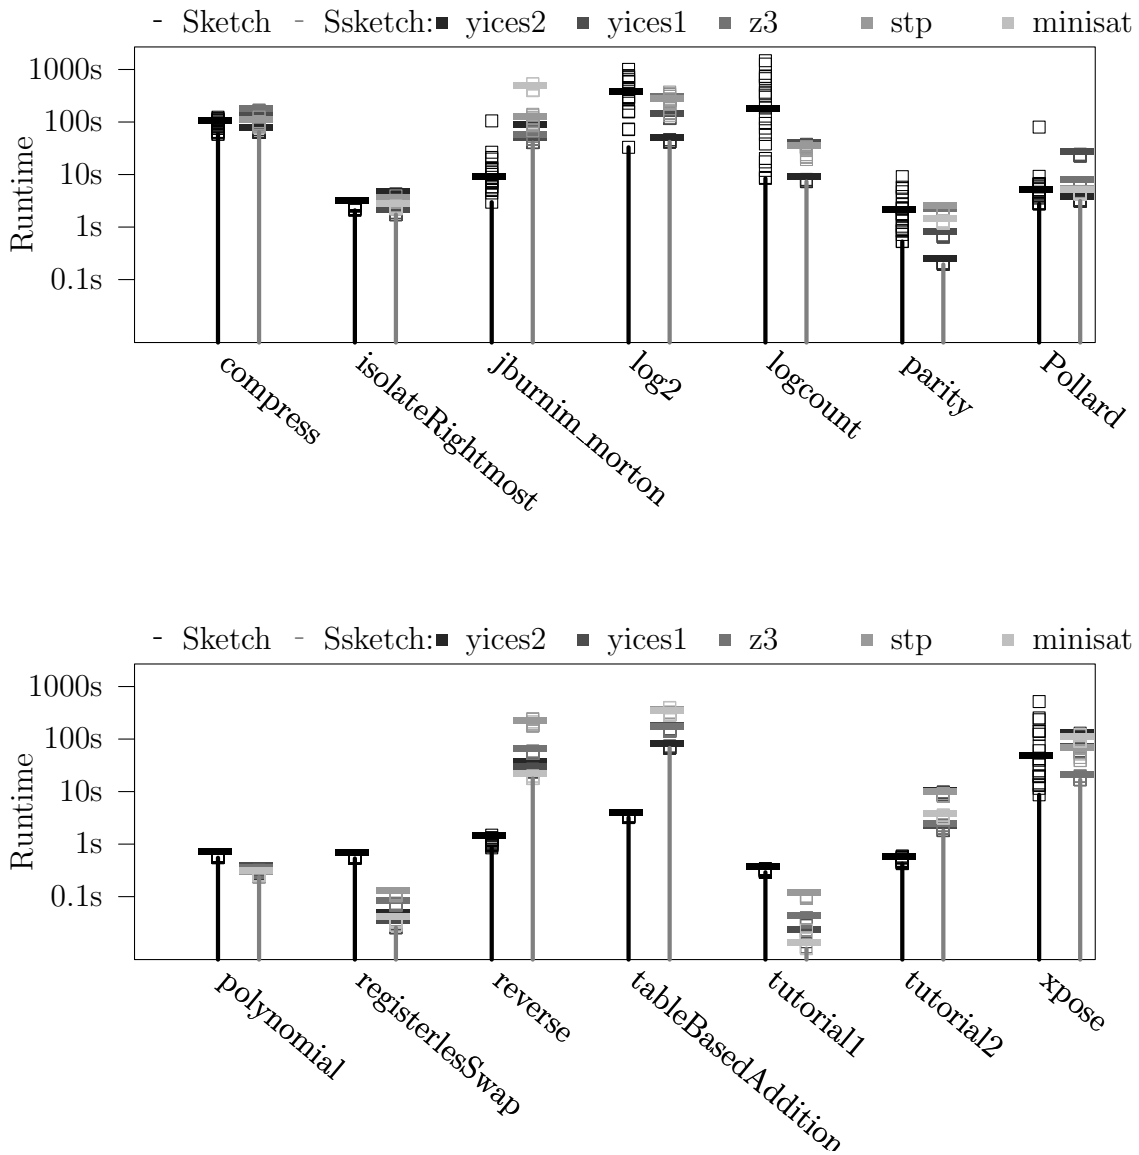 Sketch Ssketch: yices2 yices1 z3 stp minisat
1000s
100s
10s
1s
0.1s
Runtime
compress
isolateRightmost
jburnim_morton
log2
logcount
parity
Pollard
Sketch Ssketch: yices2 yices1 z3 stp minisat
1000s
100s
10s
1s
0.1s
Runtime
polynomial
registerlesSwap
reverse
tableBasedAddition
tutorial1
tutorial2
xpose